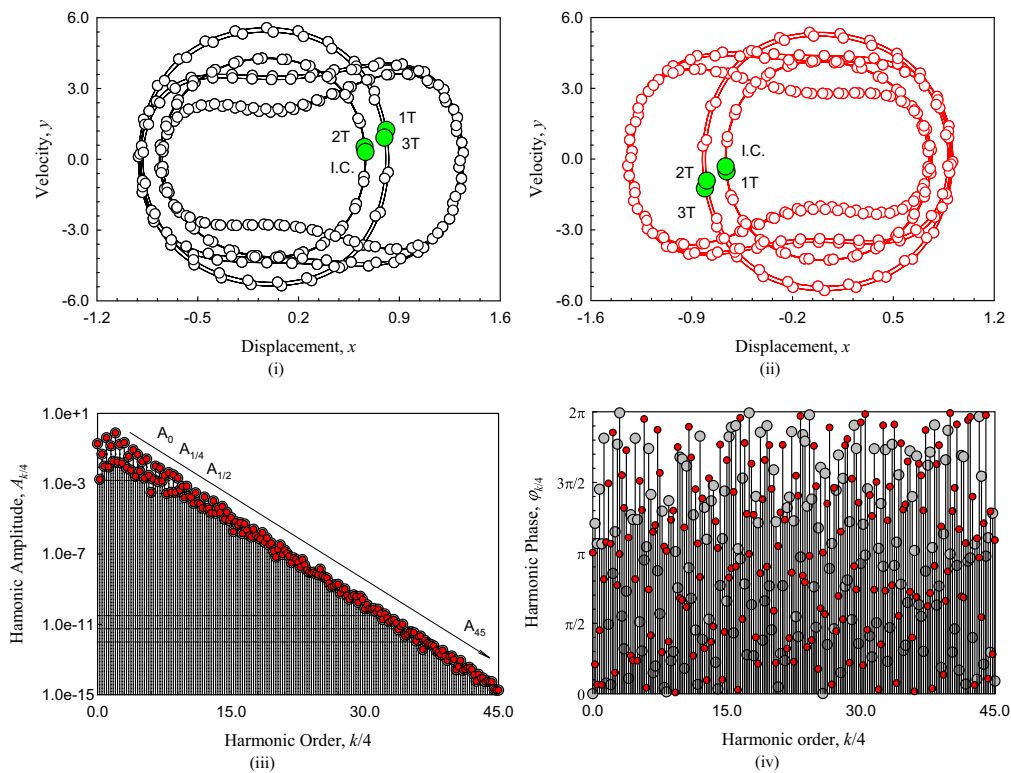 6.0
3.0
0.0
-3.0
-6.0
Velocity, y
1T
2T
3T
I.C.
-1.2
-0.5
0.2
0.9
1.6
Displacement, x
(i)
6.0
3.0
0.0
-3.0
-6.0
Velocity, y
I.C.
2T
1T
3T
-1.6
-0.9
-0.2
0.5
1.2
Displacement, x
(ii)
1.0e+1
1.0e-3
1.0e-7
1.0e-11
1.0e-15
Hamonic Amplitude, A_{k/4}
A_0
A_{1/4}
A_{1/2}
A_{45}
0.0
15.0
30.0
45.0
Harmonic Order, k/4
(iii)
2π
3π/2
π
π/2
0
Harmonic Phase, φ_{k/4}
0.0
15.0
30.0
45.0
Harmonic order, k/4
(iv)